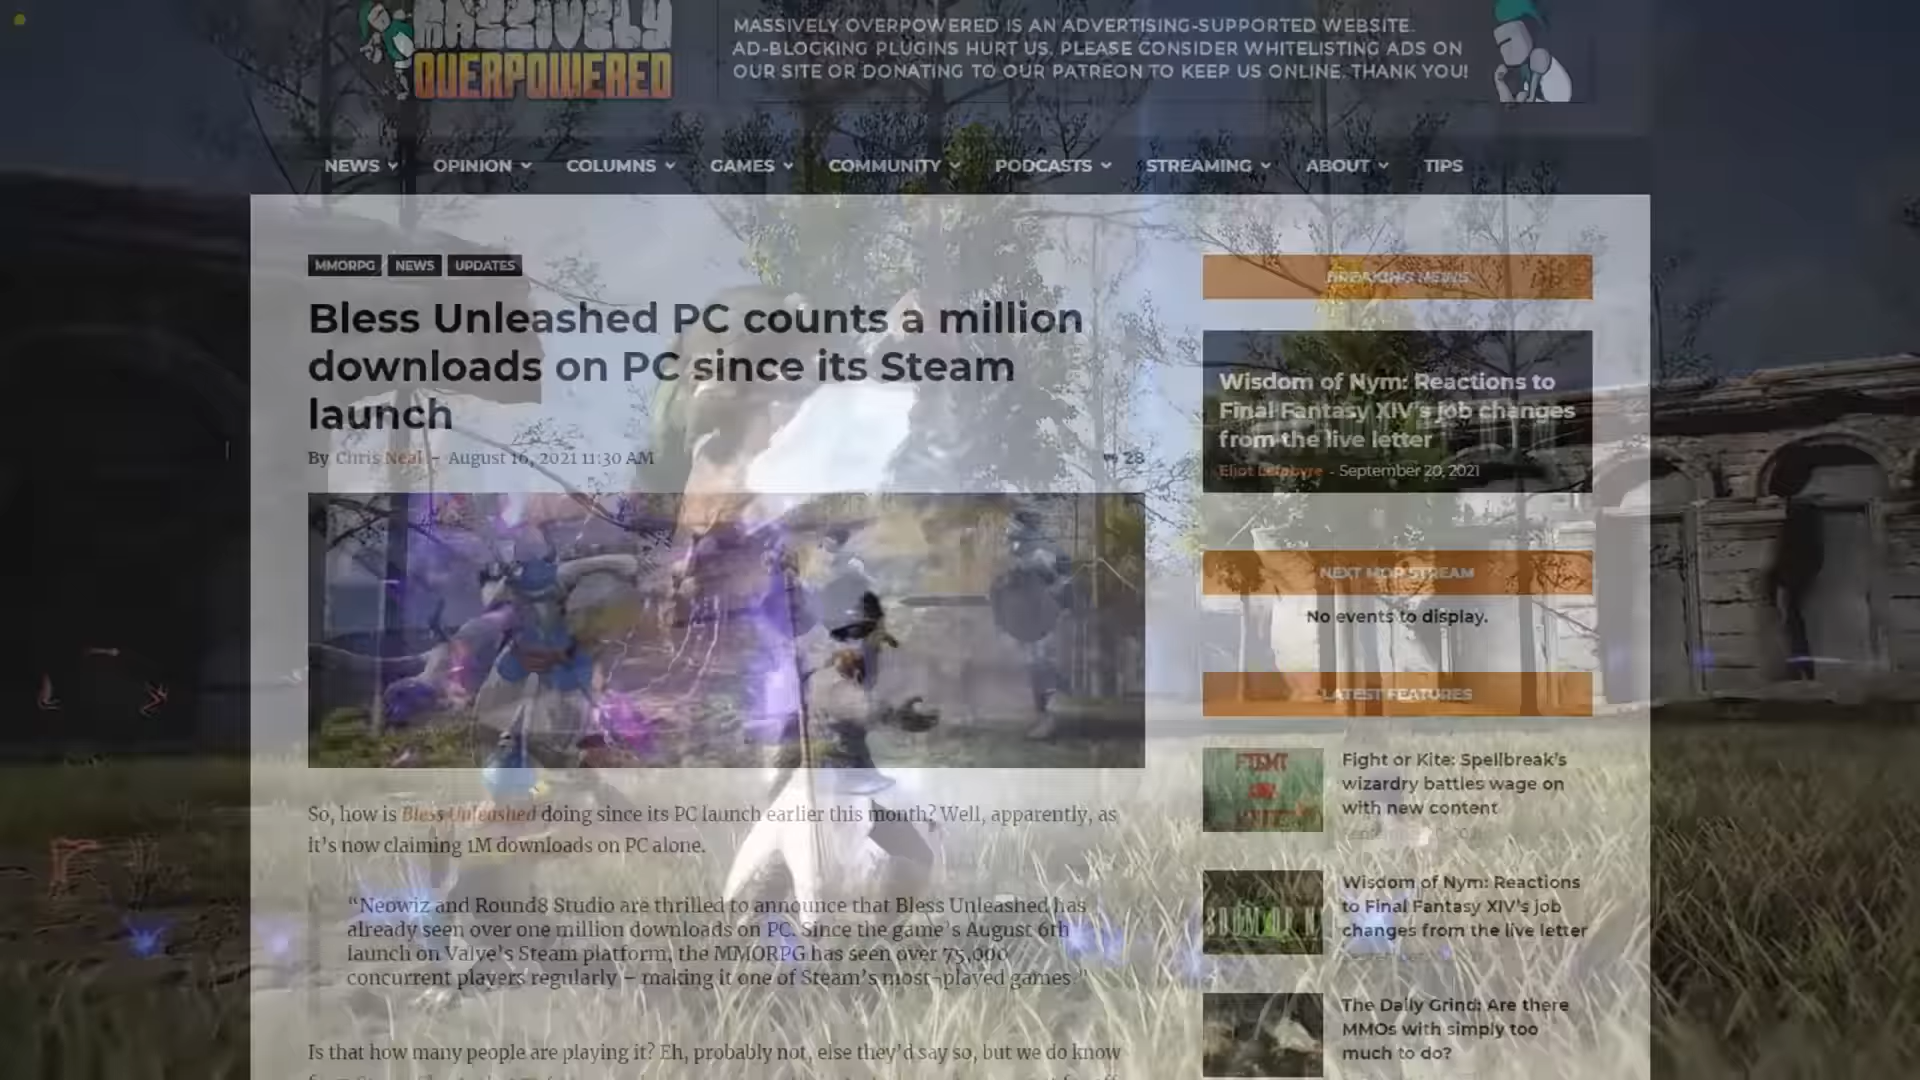 MASSIVELY
OVERPOWERED
MASSIVELY OVERPOWERED IS AN ADVERTISING-SUPPORTED WEBSITE.
AD-BLOCKING PLUGINS HURT US. PLEASE CONSIDER WHITELISTING ADS ON
OUR SITE OR DONATING TO OUR PATREON TO KEEP US ONLINE. THANK YOU!
NEWS OPINION COLUMNS GAMES COMMUNITY PODCASTS STREAMING ABOUT TIPS
MMORPG NEWS UPDATES
Bless Unleashed PC counts a million
downloads on PC since its Steam
launch
By Chris Neal - August 16, 2021 11:30 AM
28
So, how is Bless Unleashed doing since its PC launch earlier this month? Well, apparently, as
it's now claiming 1M downloads on PC alone.
“Neowiz and Round8 Studio are thrilled to announce that Bless Unleashed has
already seen over one million downloads on PC. Since the game's August 6th
launch on Valve's Steam platform, the MMORPG has seen over 75,000
concurrent players regularly – making it one of Steam's most-played games.”
Is that how many people are playing it? Eh, probably not, else they'd say so, but we do know
BREAKING NEWS
Wisdom of Nym: Reactions to
Final Fantasy XIV's job changes
from the live letter
Eliot Lefebvre - September 20, 2021
NEXT MOP STREAM
No events to display.
LATEST FEATURES
FIGHT
OR
KITE
Fight or Kite: Spellbreak's
wizardry battles wage on
with new content
Wisdom of Nym: Reactions
to Final Fantasy XIV's job
changes from the live letter
The Daily Grind: Are there
MMOs with simply too
much to do?